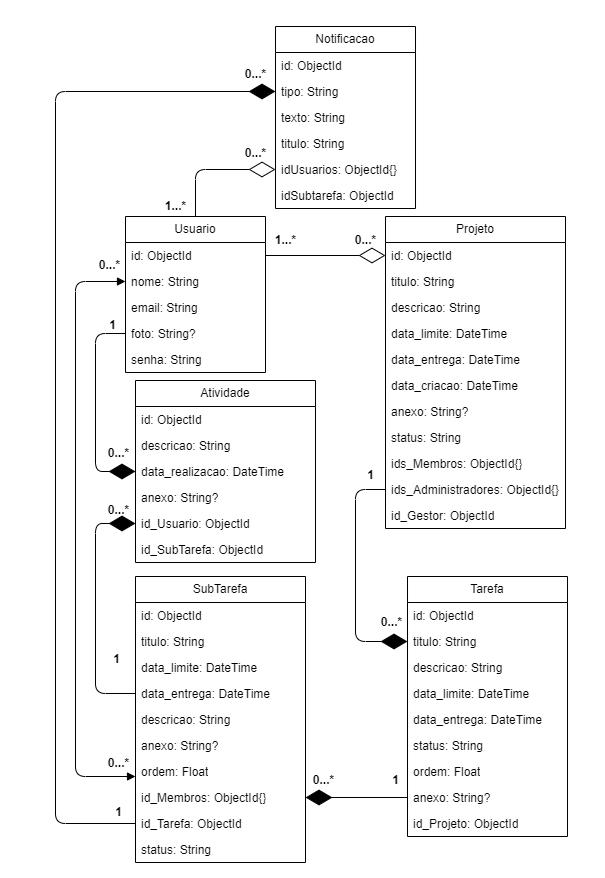 Notificacao
0...*
id: ObjectId
tipo: String
texto: String
titulo: String
0...*
idUsuarios: ObjectId{}
idSubtarefa: ObjectId
1...*
Usuario
id: ObjectId
nome: String
email: String
foto: String?
senha: String
0...*
1
1...*
0...*
Projeto
id: ObjectId
titulo: String
descricao: String
data_limite: DateTime
data_entrega: DateTime
data_criacao: DateTime
anexo: String?
status: String
ids_Membros: ObjectId{}
ids_Administradores: ObjectId{}
id_Gestor: ObjectId
1
Atividade
id: ObjectId
descricao: String
data_realizacao: DateTime
anexo: String?
id_Usuario: ObjectId
id_SubTarefa: ObjectId
0...*
0...*
SubTarefa
id: ObjectId
titulo: String
data_limite: DateTime
data_entrega: DateTime
descricao: String
anexo: String?
ordem: Float
id_Membros: ObjectId{}
id_Tarefa: ObjectId
status: String
1
0...*
1
0...*
1
Tarefa
0...*
id: ObjectId
titulo: String
descricao: String
data_limite: DateTime
data_entrega: DateTime
status: String
ordem: Float
anexo: String?
id_Projeto: ObjectId